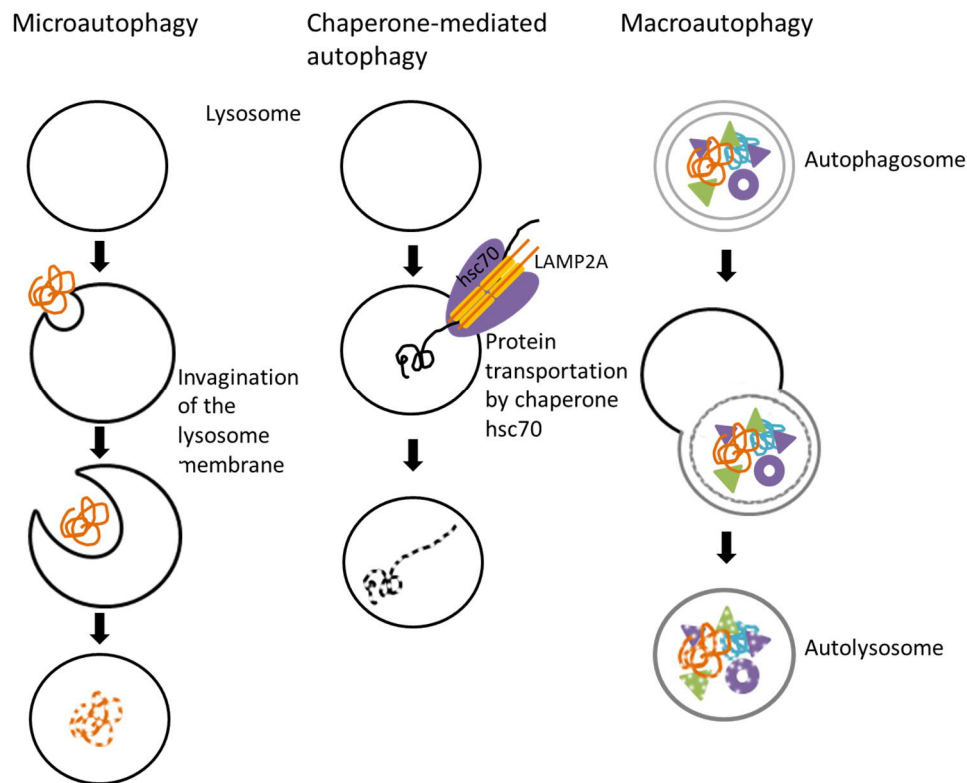 Microautophagy
Chaperone-mediated
autophagy
Macroautophagy
Lysosome
Autophagosome
hsc70
LAMP2A
Protein
transportation
by chaperone
hsc70
Invagination
of the
lysosome
membrane
Autolysosome